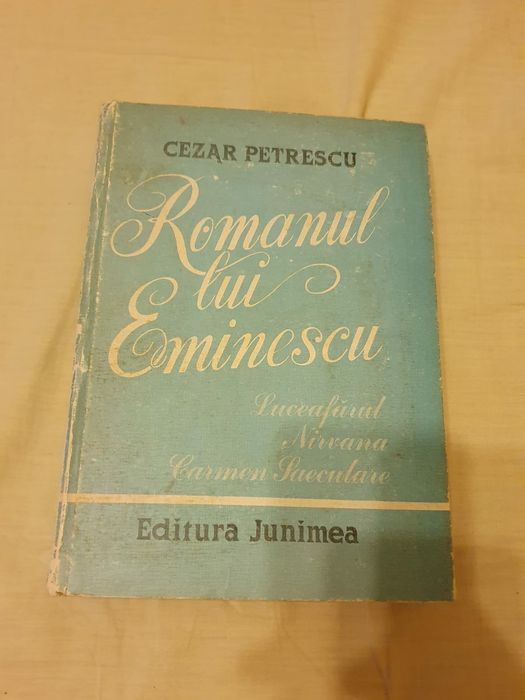 CEZAR PETRESCU
Romanul
lui
Eminescu
Luceafărul
Nirvana
Carmen Saeculare
Editura Junimea